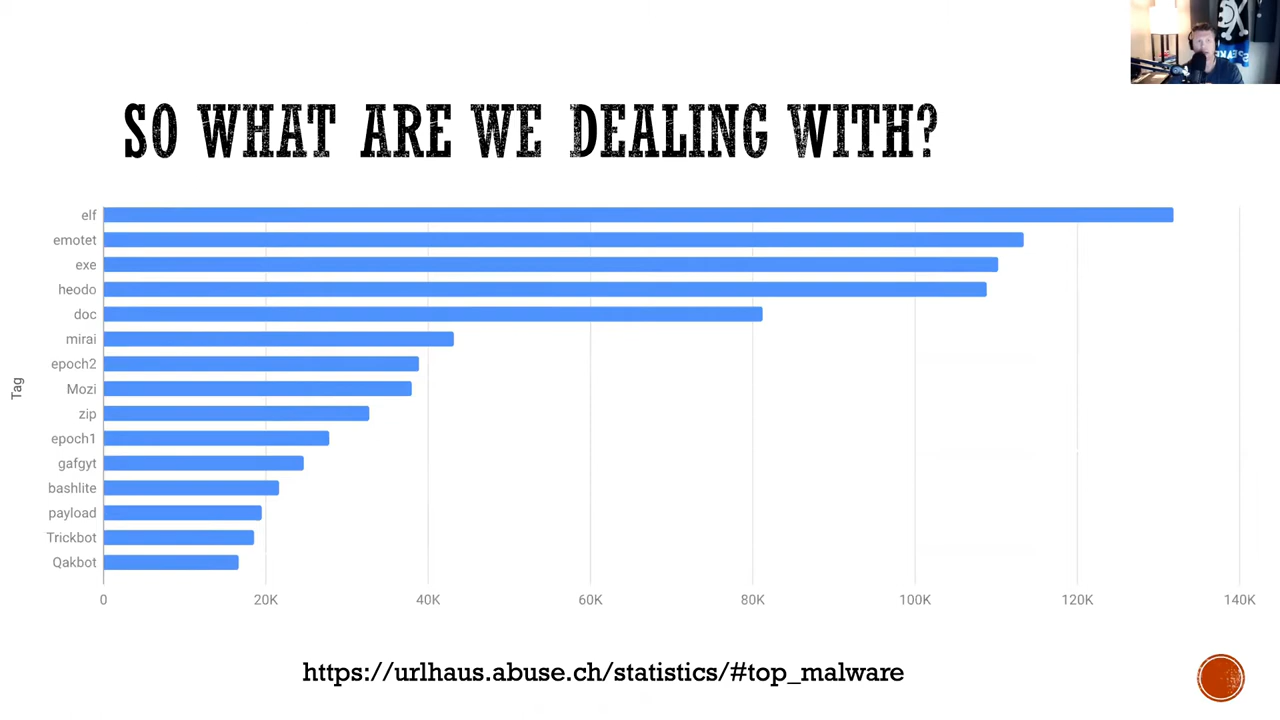 SO WHAT ARE WE DEALING WITH?
elf
emotet
exe
heodo
doc
mirai
epoch2
Mozi
zip
epoch1
gafgyt
bashlite
payload
Trickbot
Qakbot
Tag
0 20K 40K 60K 80K 100K 120K 140K
https://urlhaus.abuse.ch/statistics/#top_malware